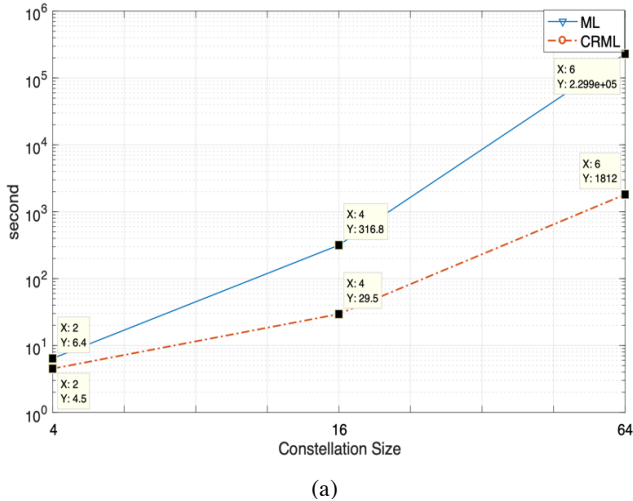 10^6
ML
CRML
X: 6
Y: 2.299e+05
10^5
10^4
X: 6
Y: 1812
second
10^3
X: 4
Y: 316.8
10^2
X: 4
Y: 29.5
X: 2
Y: 6.4
10^1
X: 2
Y: 4.5
10^0
4 16 64
Constellation Size
(a)